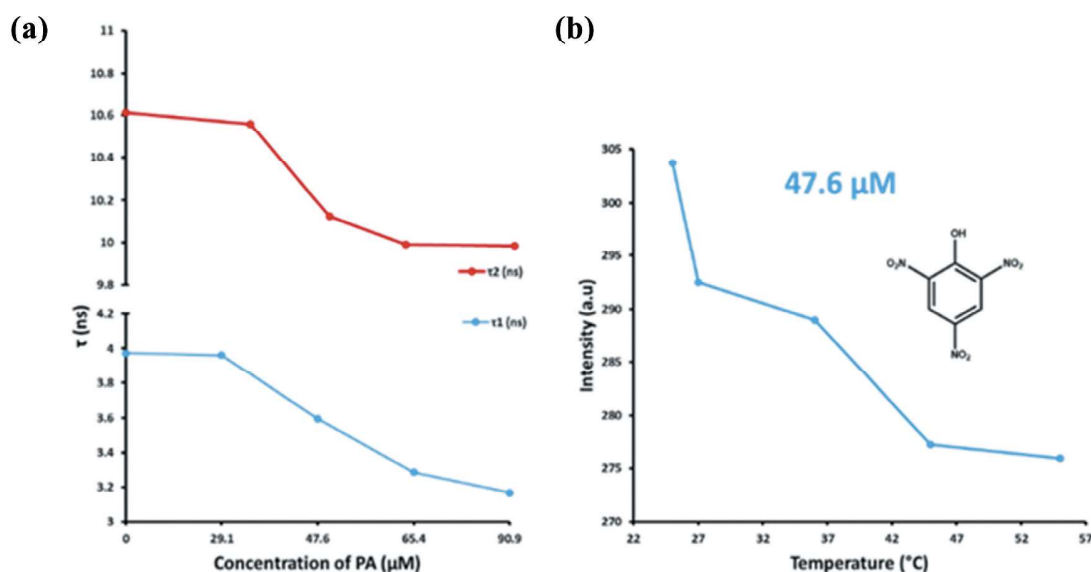 (a)
11
10.8
10.6
10.4
10.2
10
9.8
τ2 (ns)
4.2
4
3.8
3.6
3.4
3.2
3
τ1 (ns)
τ (ns)
0 29.1 47.6 65.4 90.9
Concentration of PA (μM)
(b)
305
300
295
290
285
280
275
270
Intensity (a.u)
47.6 μM
OH
O₂N
NO₂
NO₂
22 27 32 37 42 47 52 57
Temperature (°C)